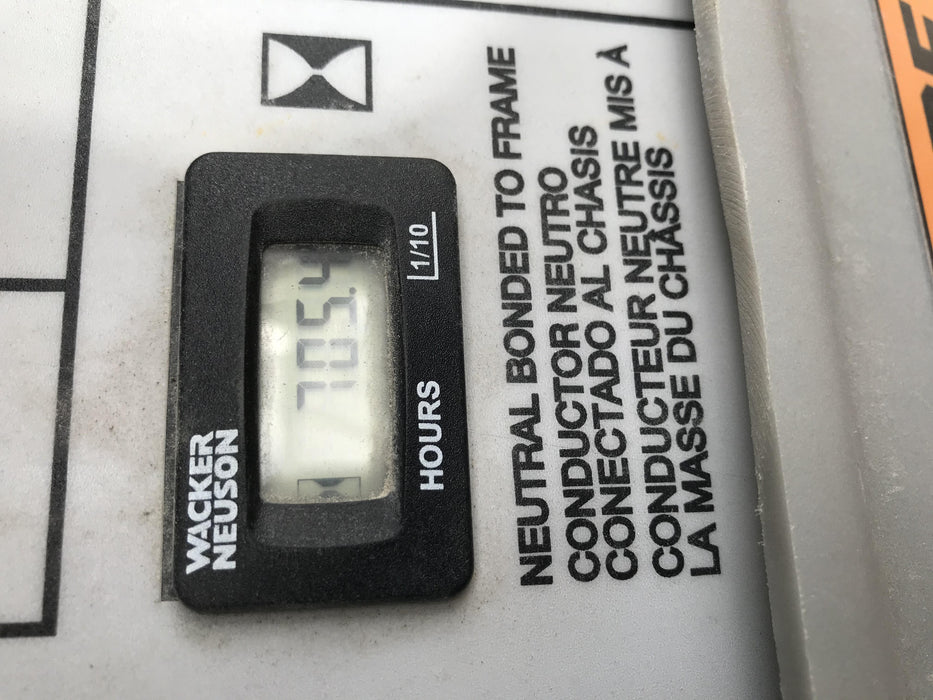 WACKER
NEUSON
705.4
HOURS
1/10
NEUTRAL BONDED TO FRAME
CONDUCTOR NEUTRO
CONECTADO AL CHASIS
CONDUCTEUR NEUTRE MIS À
LA MASSE DU CHÂSSIS